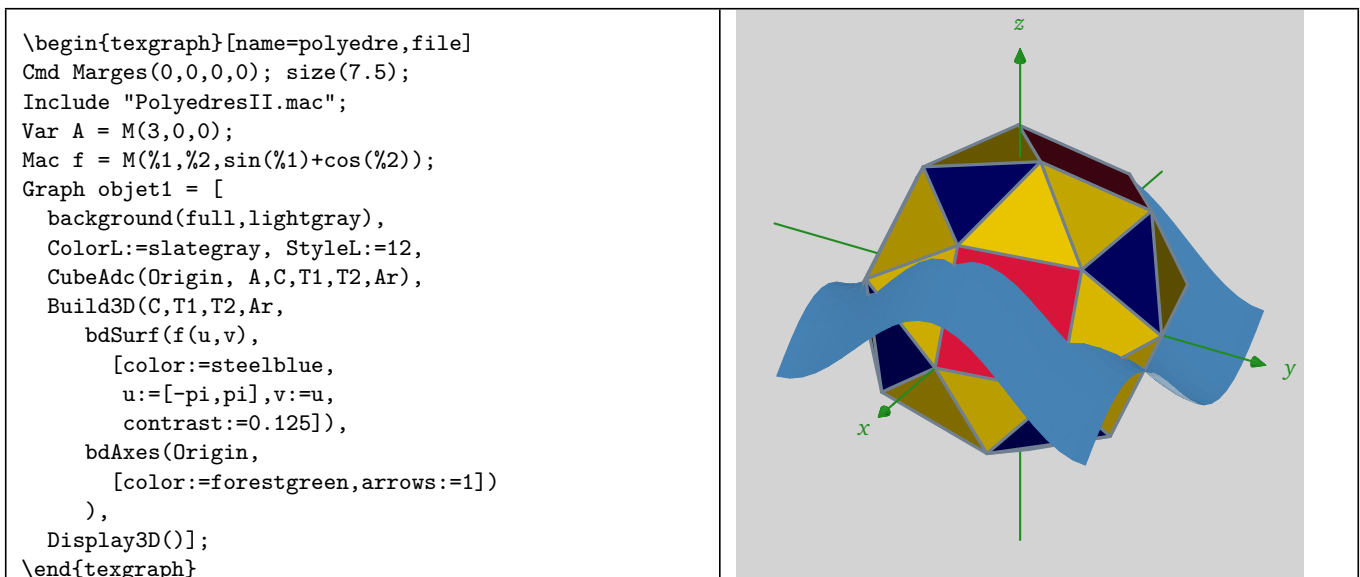 \begin{texgraph}[name=polyedre,file]
Cmd Marges(0,0,0,0); size(7.5);
Include "PolyedresII.mac";
Var A = M(3,0,0);
Mac f = M(%1,%2,sin(%1)+cos(%2));
Graph objet1 = [
  background(full,lightgray),
  ColorL:=slategray, StyleL:=12,
  CubeAdc(Origin, A,C,T1,T2,Ar),
  Build3D(C,T1,T2,Ar,
     bdSurf(f(u,v),
       [color:=steelblue,
        u:=[-pi,pi],v:=u,
        contrast:=0.125]),
     bdAxes(Origin,
       [color:=forestgreen,arrows:=1])
     ),
  Display3D()];
\end{texgraph}
z
y
x